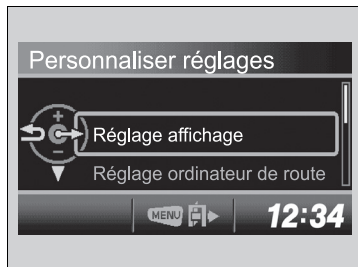 Personnaliser réglages
+
Réglage affichage
−
Réglage ordinateur de route
MENU
12:34